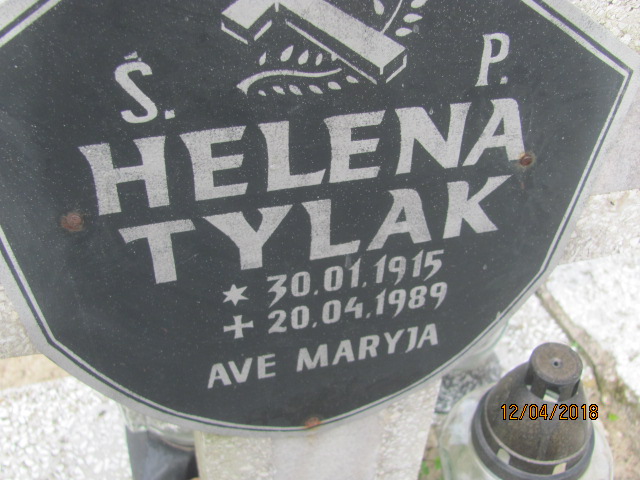 Ś. P.
HELENA
TYLAK
✶ 30.01.1915
✝ 20.04.1989
AVE MARYJA
12/04/2018